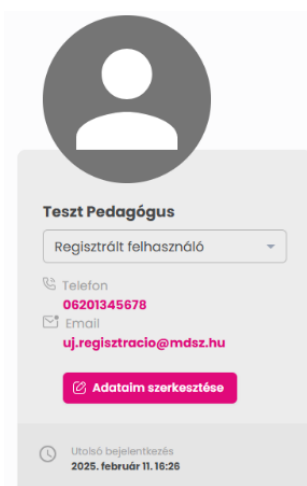 Teszt Pedagógus
Regisztrált felhasználó
Telefon
06201345678
Email
uj.regisztracio@mdsz.hu
Adataim szerkesztése
Utolsó bejelentkezés
2025. február 11. 16:26